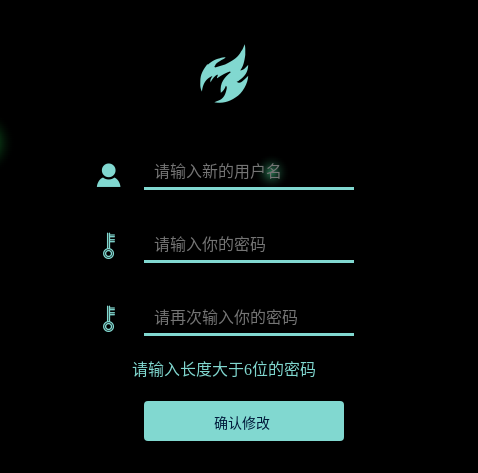 请输入新的用户名
请输入你的密码
请再次输入你的密码
请输入长度大于6位的密码
确认修改